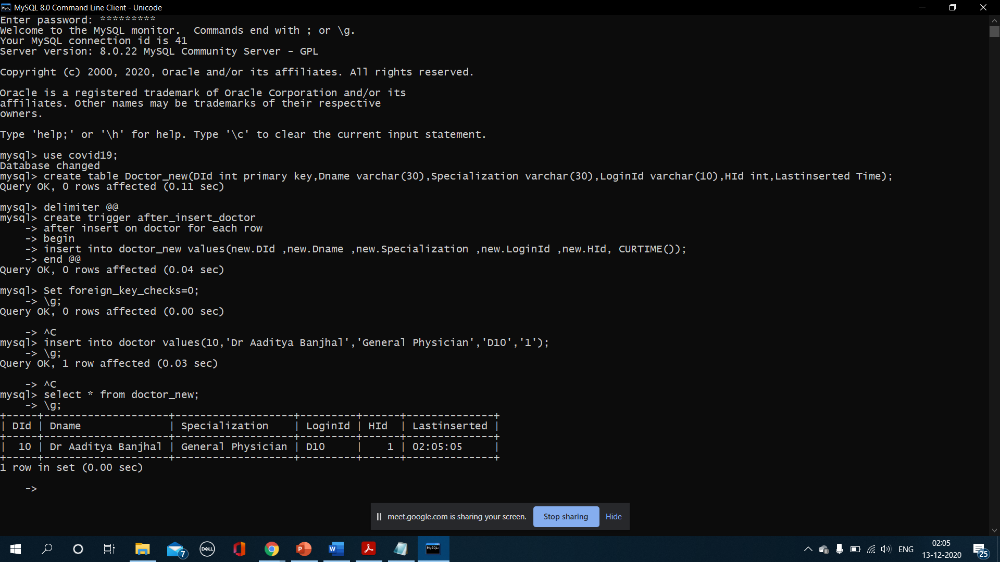 MySQL 8.0 Command Line Client - Unicode
Enter password: *********
Welcome to the MySQL monitor.  Commands end with ; or \g.
Your MySQL connection id is 41
Server version: 8.0.22 MySQL Community Server - GPL
Copyright (c) 2000, 2020, Oracle and/or its affiliates. All rights reserved.
Oracle is a registered trademark of Oracle Corporation and/or its
affiliates. Other names may be trademarks of their respective
owners.
Type 'help;' or '\h' for help. Type '\c' to clear the current input statement.
mysql> use covid19;
Database changed
mysql> create table Doctor_new(DId int primary key,Dname varchar(30),Specialization varchar(30),LoginId varchar(10),HId int,Lastinserted Time);
Query OK, 0 rows affected (0.11 sec)
mysql> delimiter @@
mysql> create trigger after_insert_doctor
    -> after insert on doctor for each row
    -> begin
    -> insert into doctor_new values(new.DId ,new.Dname ,new.Specialization ,new.LoginId ,new.HId, CURTIME());
    -> end @@
Query OK, 0 rows affected (0.04 sec)
mysql> Set foreign_key_checks=0;
    -> \g;
Query OK, 0 rows affected (0.00 sec)
    -> ^C
mysql> insert into doctor values(10,'Dr Aaditya Banjhal','General Physician','D10','1');
    -> \g;
Query OK, 1 row affected (0.03 sec)
    -> ^C
mysql> select * from doctor_new;
    -> \g;
+-----+--------------------+-------------------+---------+------+--------------+
| DId | Dname              | Specialization    | LoginId | HId  | Lastinserted |
+-----+--------------------+-------------------+---------+------+--------------+
|  10 | Dr Aaditya Banjhal | General Physician | D10     |    1 | 02:05:05     |
+-----+--------------------+-------------------+---------+------+--------------+
1 row in set (0.00 sec)
    ->
meet.google.com is sharing your screen. Stop sharing Hide
7 DELL P W MySQL ENG 02:05
13-12-2020 25